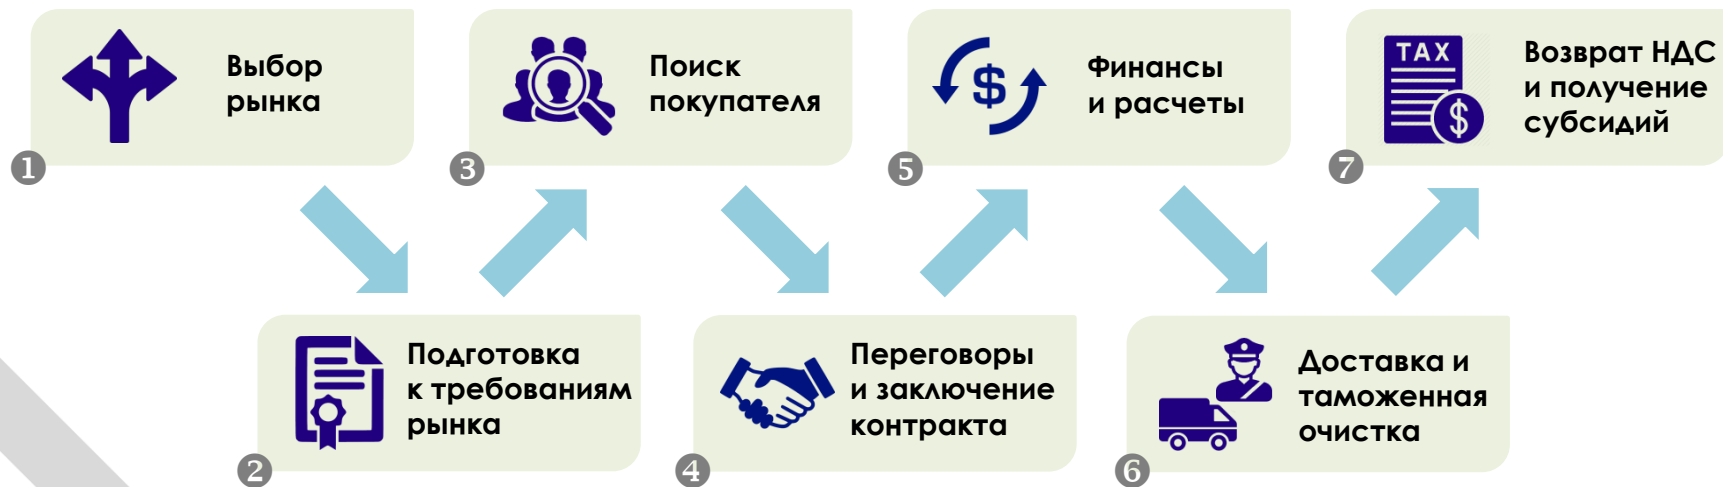 Выбор
рынка
1
Подготовка
к требованиям
рынка
2
Поиск
покупателя
3
Переговоры
и заключение
контракта
4
$
Финансы
и расчеты
5
Доставка и
таможенная
очистка
6
TAX
$
Возврат НДС
и получение
субсидий
7